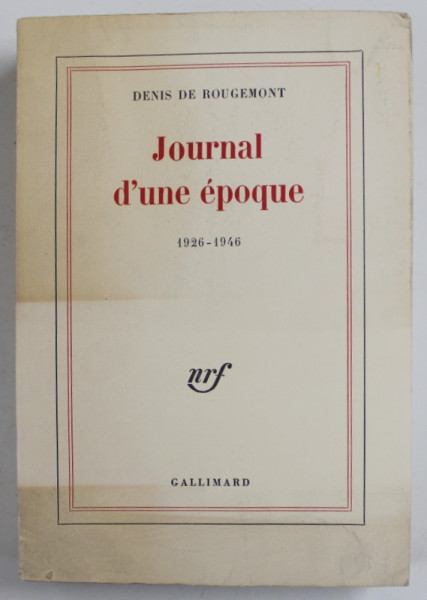 DENIS DE ROUGEMONT
Journal
d'une époque
1926-1946
nrf
GALLIMARD